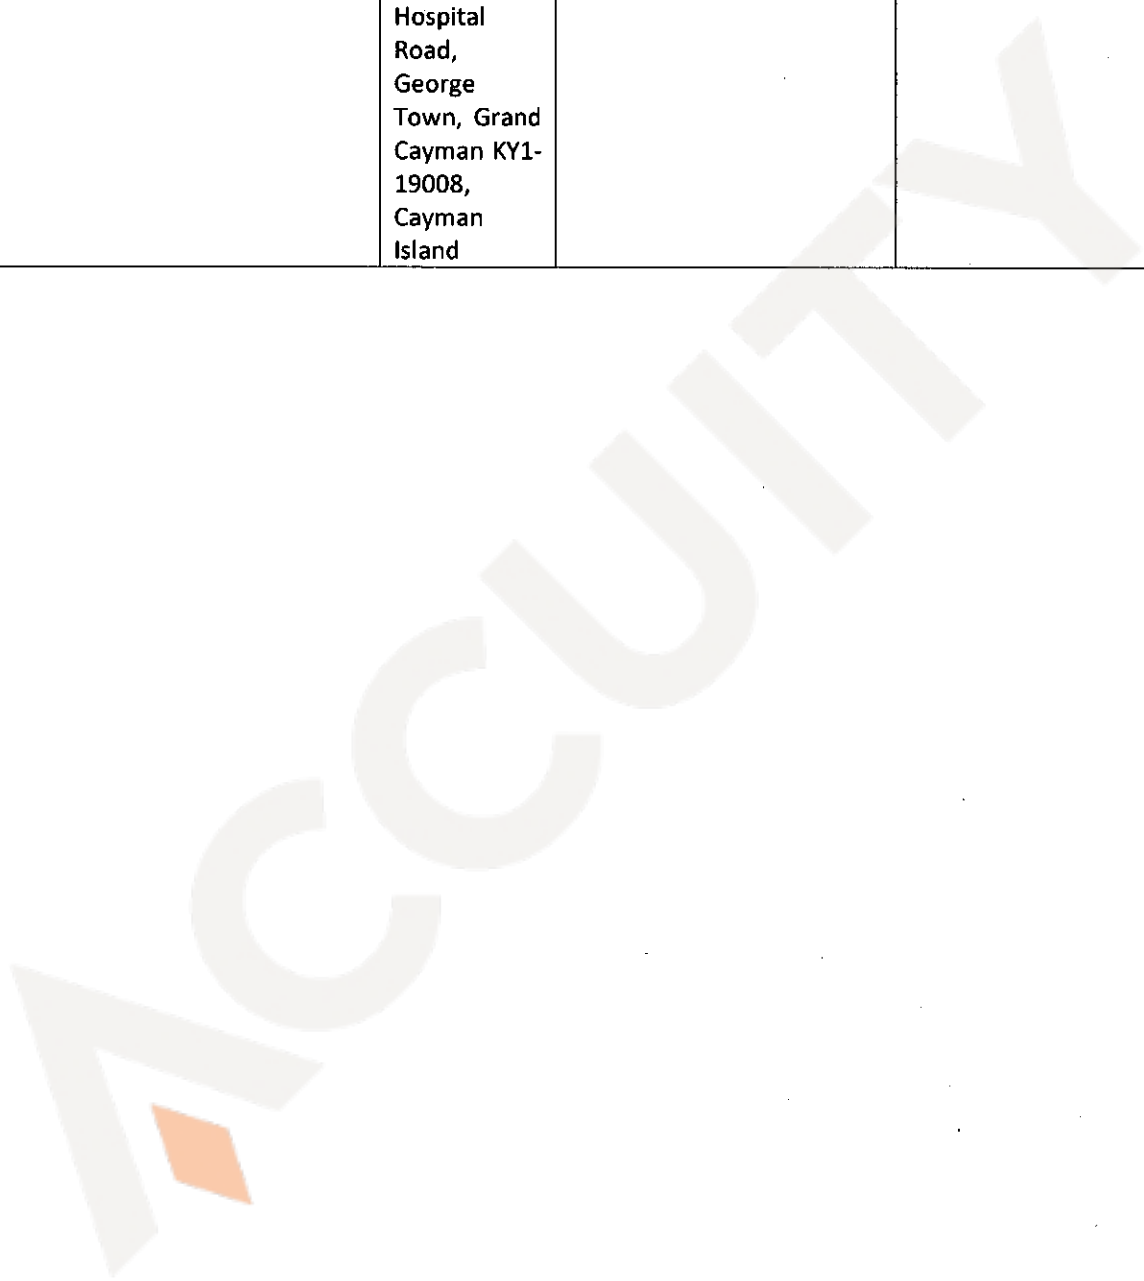 Hospital
Road,
George
Town, Grand
Cayman KY1-
19008,
Cayman
Island
ACCUITY